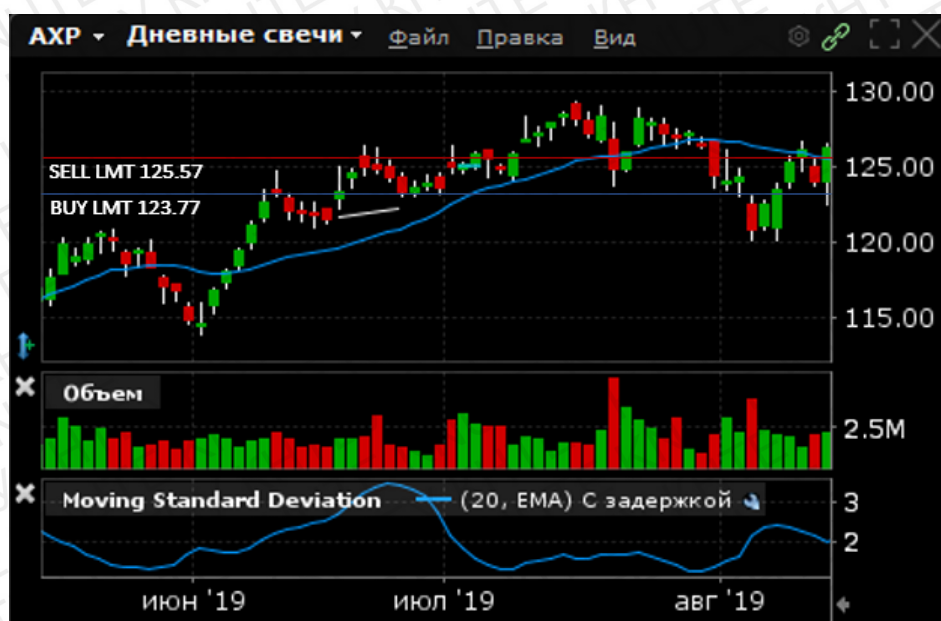 AXP Дневные свечи Файл Правка Вид
130.00
SELL LMT 125.57
125.00
BUY LMT 123.77
120.00
115.00
Объем
2.5M
Moving Standard Deviation (20, EMA) С задержкой
3
2
июн '19 июл '19 авг '19